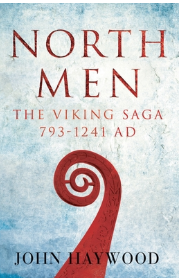 NORTH
MEN
THE VIKING SAGA
793-1241 AD
JOHN HAYWOOD